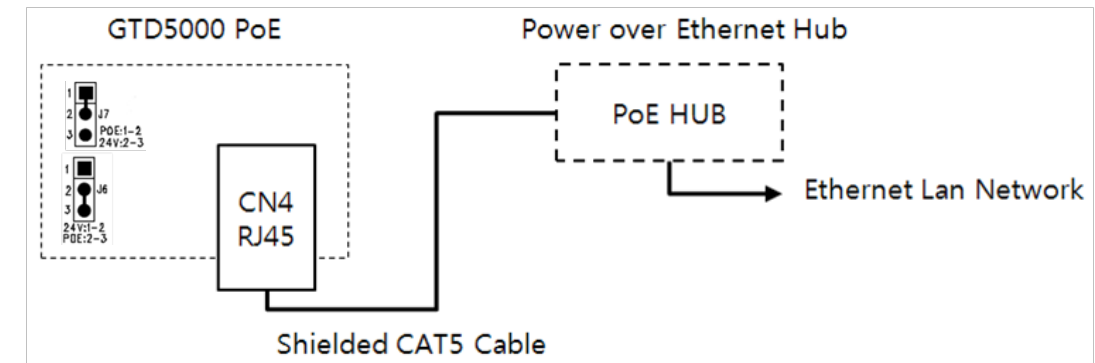 GTD5000 PoE
Power over Ethernet Hub
1
2 J7
3 POE:1-2
24V:2-3
1
2 J6
3
24V:1-2
POE:2-3
CN4
RJ45
PoE HUB
Ethernet Lan Network
Shielded CAT5 Cable